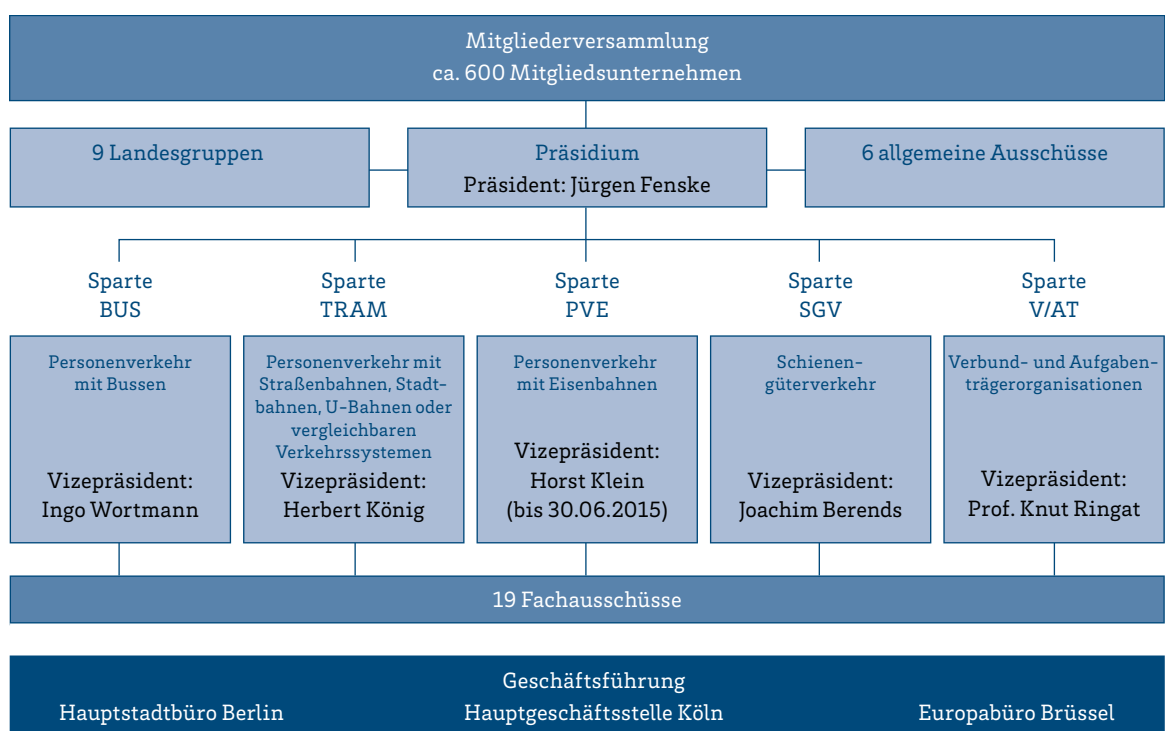 Mitgliederversammlung
ca. 600 Mitgliedsunternehmen
9 Landesgruppen
Präsidium
Präsident: Jürgen Fenske
6 allgemeine Ausschüsse
Sparte
BUS
Sparte
TRAM
Sparte
PVE
Sparte
SGV
Sparte
V/AT
Personenverkehr
mit Bussen
Vizepräsident:
Ingo Wortmann
Personenverkehr mit
Straßenbahnen, Stadt-
bahnen, U-Bahnen oder
vergleichbaren
Verkehrssystemen
Vizepräsident:
Herbert König
Personenverkehr
mit Eisenbahnen
Vizepräsident:
Horst Klein
(bis 30.06.2015)
Schienen-
güterverkehr
Vizepräsident:
Joachim Berends
Verbund- und Aufgaben-
trägerorganisationen
Vizepräsident:
Prof. Knut Ringat
19 Fachausschüsse
Geschäftsführung
Hauptstadtbüro Berlin
Hauptgeschäftsstelle Köln
Europabüro Brüssel